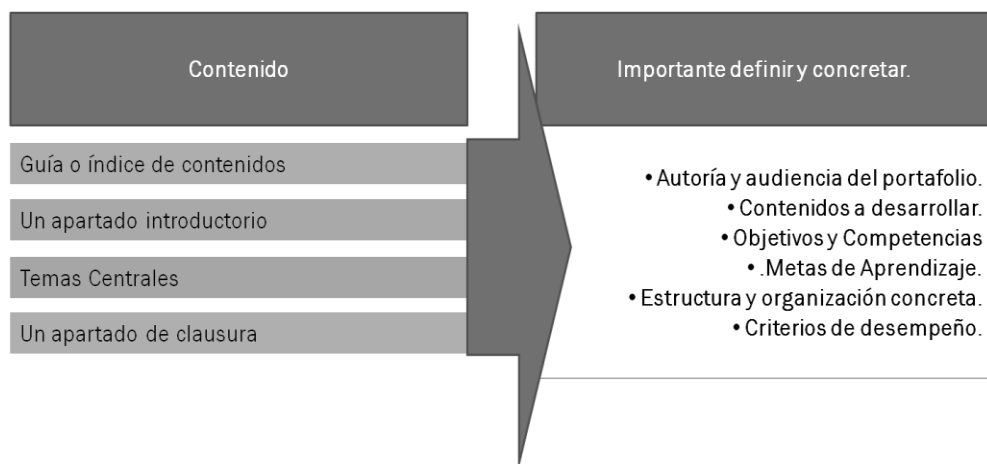 Contenido
Guía o índice de contenidos
Un apartado introductorio
Temas Centrales
Un apartado de clausura
Importante definir y concretar.
• Autoría y audiencia del portafolio.
• Contenidos a desarrollar.
• Objetivos y Competencias
• .Metas de Aprendizaje.
• Estructura y organización concreta.
• Criterios de desempeño.